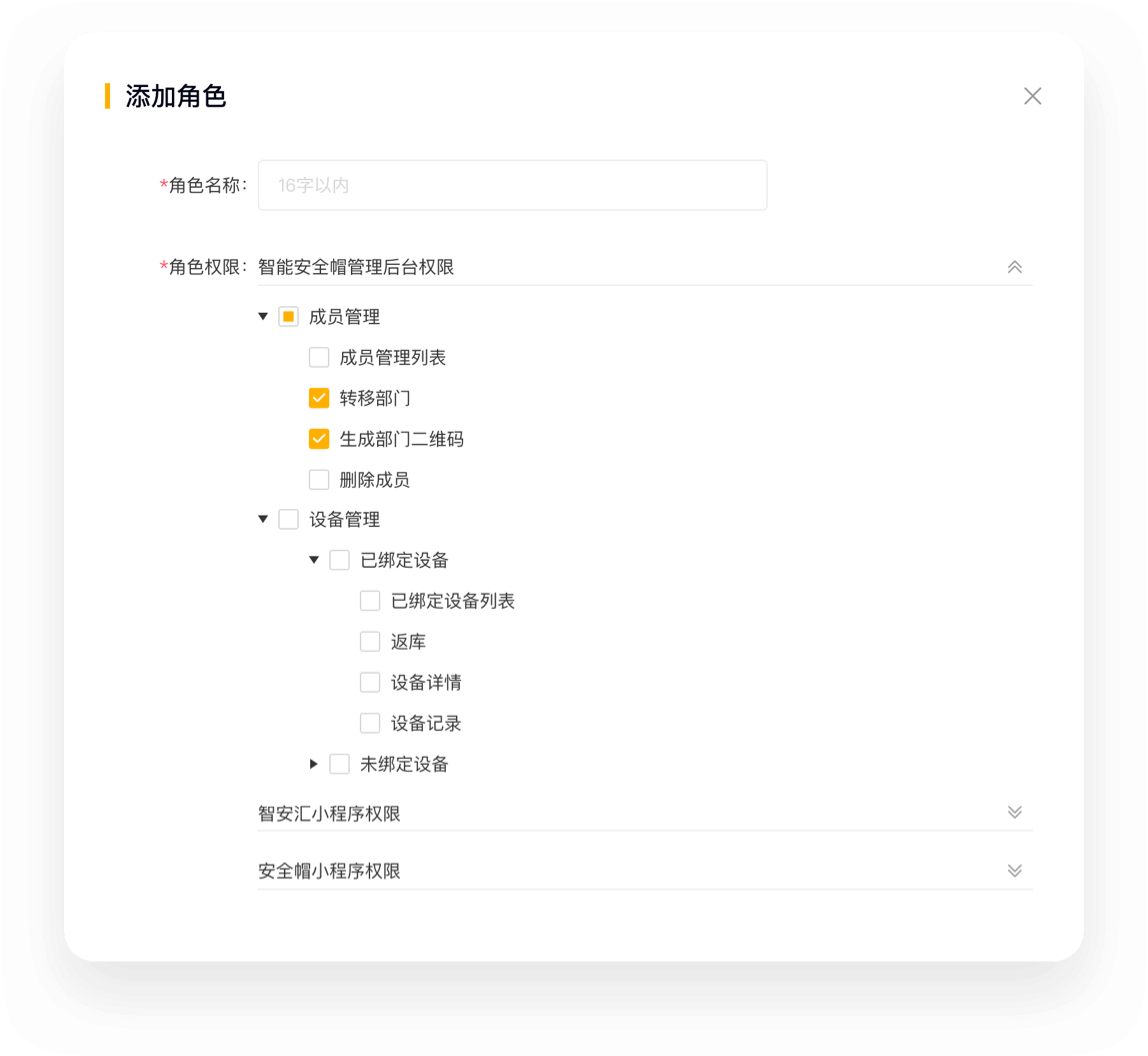 添加角色
*角色名称: 16字以内
*角色权限: 智能安全帽管理后台权限
成员管理
成员管理列表
转移部门
生成部门二维码
删除成员
设备管理
已绑定设备
已绑定设备列表
返库
设备详情
设备记录
未绑定设备
智安汇小程序权限
安全帽小程序权限